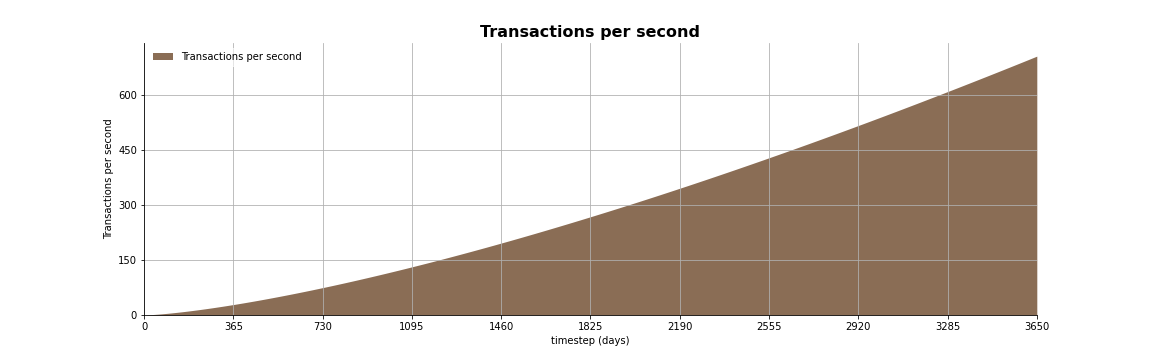 Transactions per second
Transactions per second
Transactions per second
600
450
300
150
0
0 365 730 1095 1460 1825 2190 2555 2920 3285 3650
timestep (days)